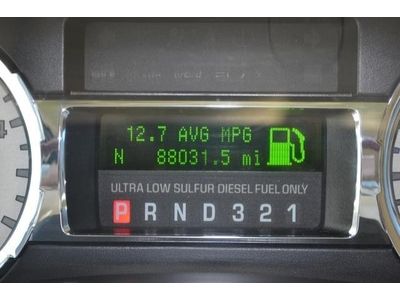 12.7 AVG MPG
N 88031.5 mi
ULTRA LOW SULFUR DIESEL FUEL ONLY
P R N D 3 2 1